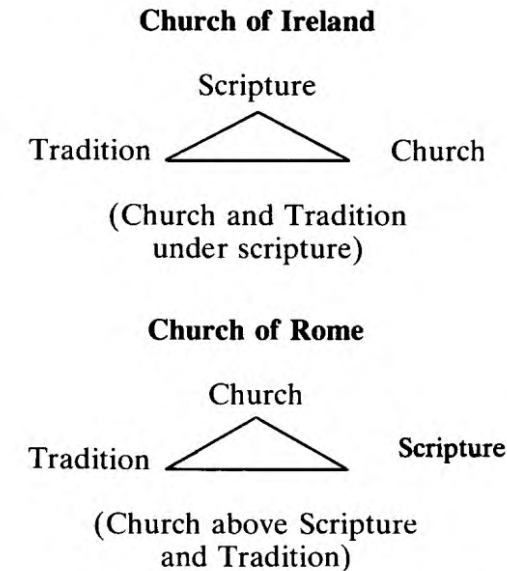 Church of Ireland
Scripture
Tradition Church
(Church and Tradition
under scripture)
Church of Rome
Church
Tradition Scripture
(Church above Scripture
and Tradition)